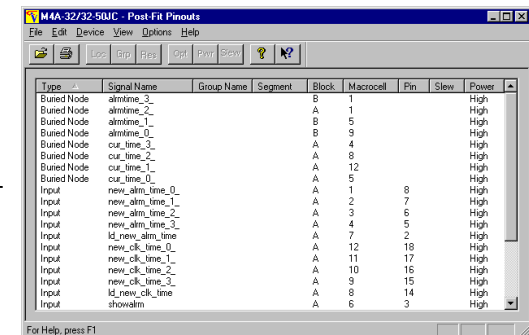 M4A-32/32-50JC - Post-Fit Pinouts
File Edit Device View Options Help
Loc Grp Res Opt Pwr Slew
Type Signal Name Group Name Segment Block Macrocell Pin Slew Power
Buried Node alrmtime_3_ B 1 High
Buried Node alrmtime_2_ A 1 High
Buried Node almtime_1_ B 5 High
Buried Node alrmtime_0_ B 9 High
Buried Node cur_time_3_ A 4 High
Buried Node cur_time_2_ A 8 High
Buried Node cur_time_1_ A 12 High
Buried Node cur_time_0_ A 5 High
Input new_alrm_time_0_ A 1 8 High
Input new_alrm_time_1_ A 2 7 High
Input new_alrm_time_2_ A 3 6 High
Input new_alrm_time_3_ A 4 5 High
Input ld_new_alrm_time A 7 2 High
Input new_clk_time_0_ A 12 18 High
Input new_clk_time_1_ A 11 17 High
Input new_clk_time_2_ A 10 16 High
Input new_clk_time_3_ A 9 15 High
Input ld_new_clk_time A 8 14 High
Input showalrm A 6 3 High
For Help, press F1